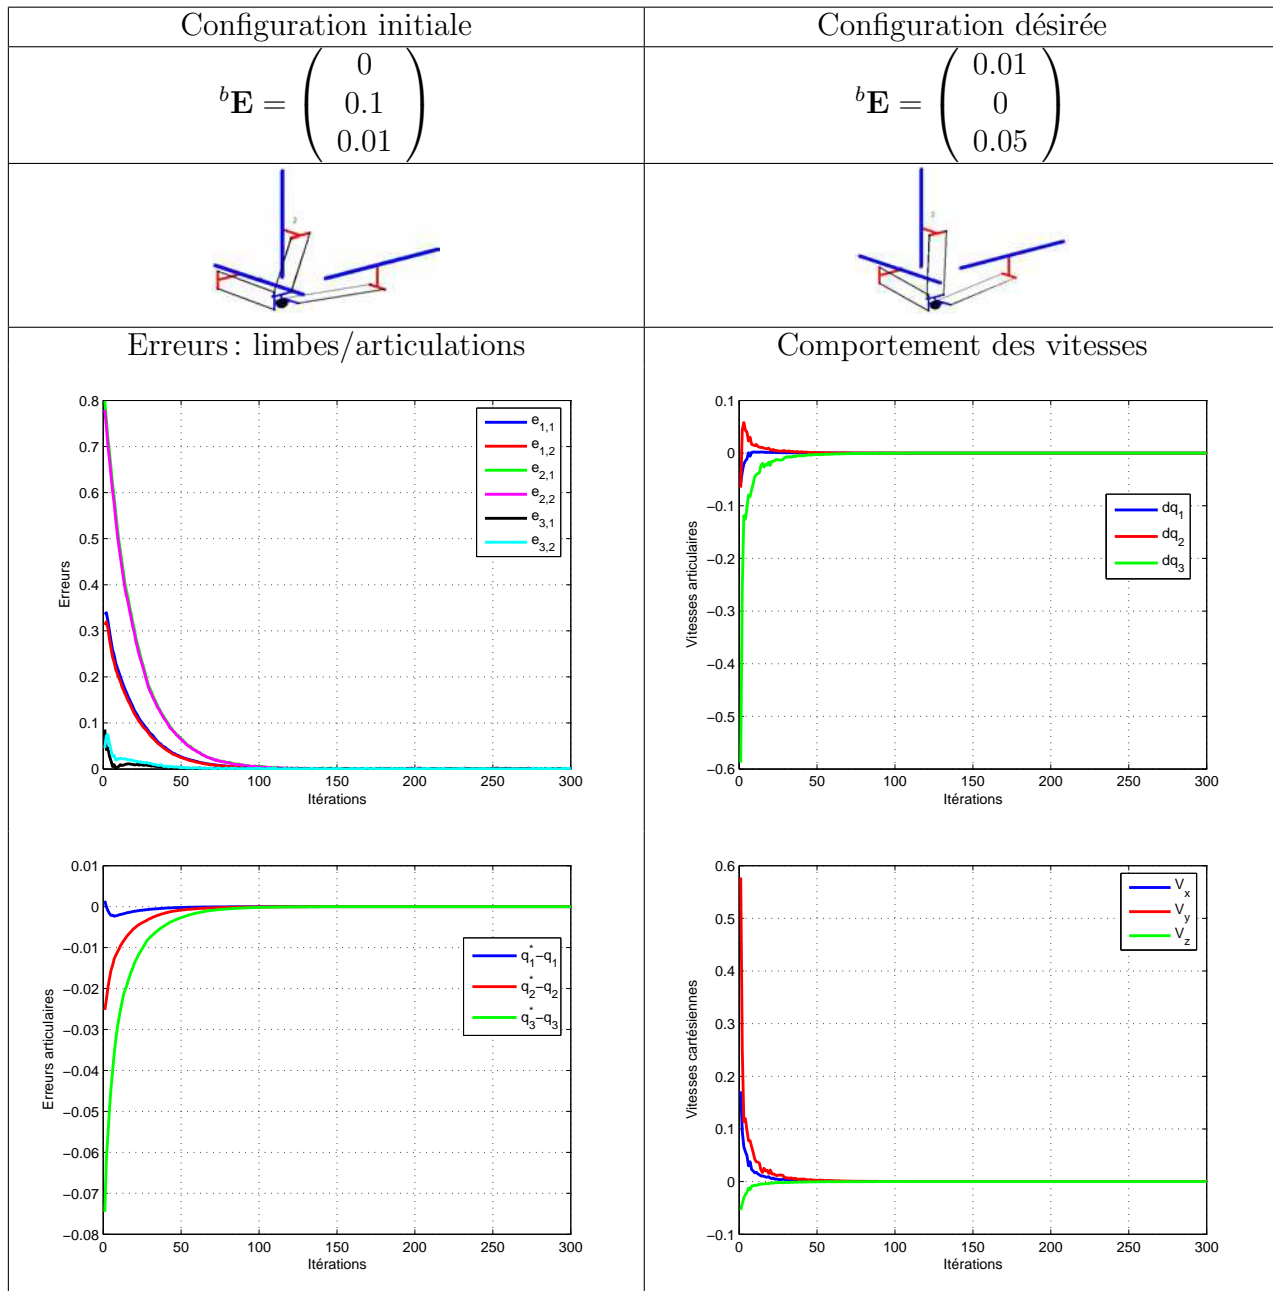 Configuration initiale
Configuration désirée
ᵇE = ( 0 0.1 0.01 )
ᵇE = ( 0.01 0 0.05 )
2
Erreurs : limbes/articulations
Comportement des vitesses
0.8
0.7
0.6
0.5
0.4
0.3
0.2
0.1
0
Erreurs
e1,1
e1,2
e2,1
e2,2
e3,1
e3,2
0 50 100 150 200 250 300
Itérations
0.1
0
−0.1
−0.2
−0.3
−0.4
−0.5
−0.6
Vitesses articulaires
dq1
dq2
dq3
0 50 100 150 200 250 300
Itérations
0.01
0
−0.01
−0.02
−0.03
−0.04
−0.05
−0.06
−0.07
−0.08
Erreurs articulaires
q1*−q1
q2*−q2
q3*−q3
0 50 100 150 200 250 300
Itérations
0.6
0.5
0.4
0.3
0.2
0.1
0
−0.1
Vitesses cartésiennes
Vx
Vy
Vz
0 50 100 150 200 250 300
Itérations